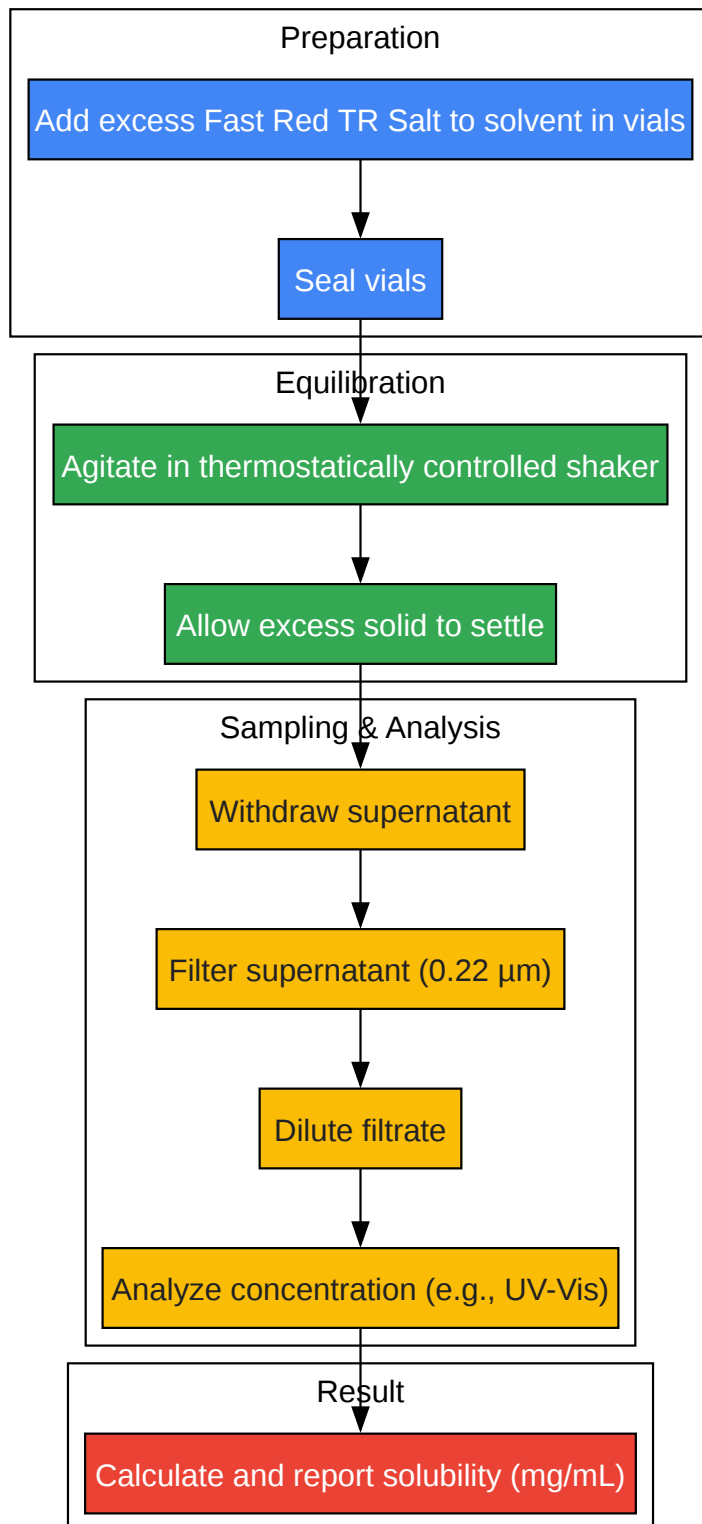 Preparation
Add excess Fast Red TR Salt to solvent in vials
Seal vials
Equilibration
Agitate in thermostatically controlled shaker
Allow excess solid to settle
Sampling & Analysis
Withdraw supernatant
Filter supernatant (0.22 µm)
Dilute filtrate
Analyze concentration (e.g., UV-Vis)
Result
Calculate and report solubility (mg/mL)